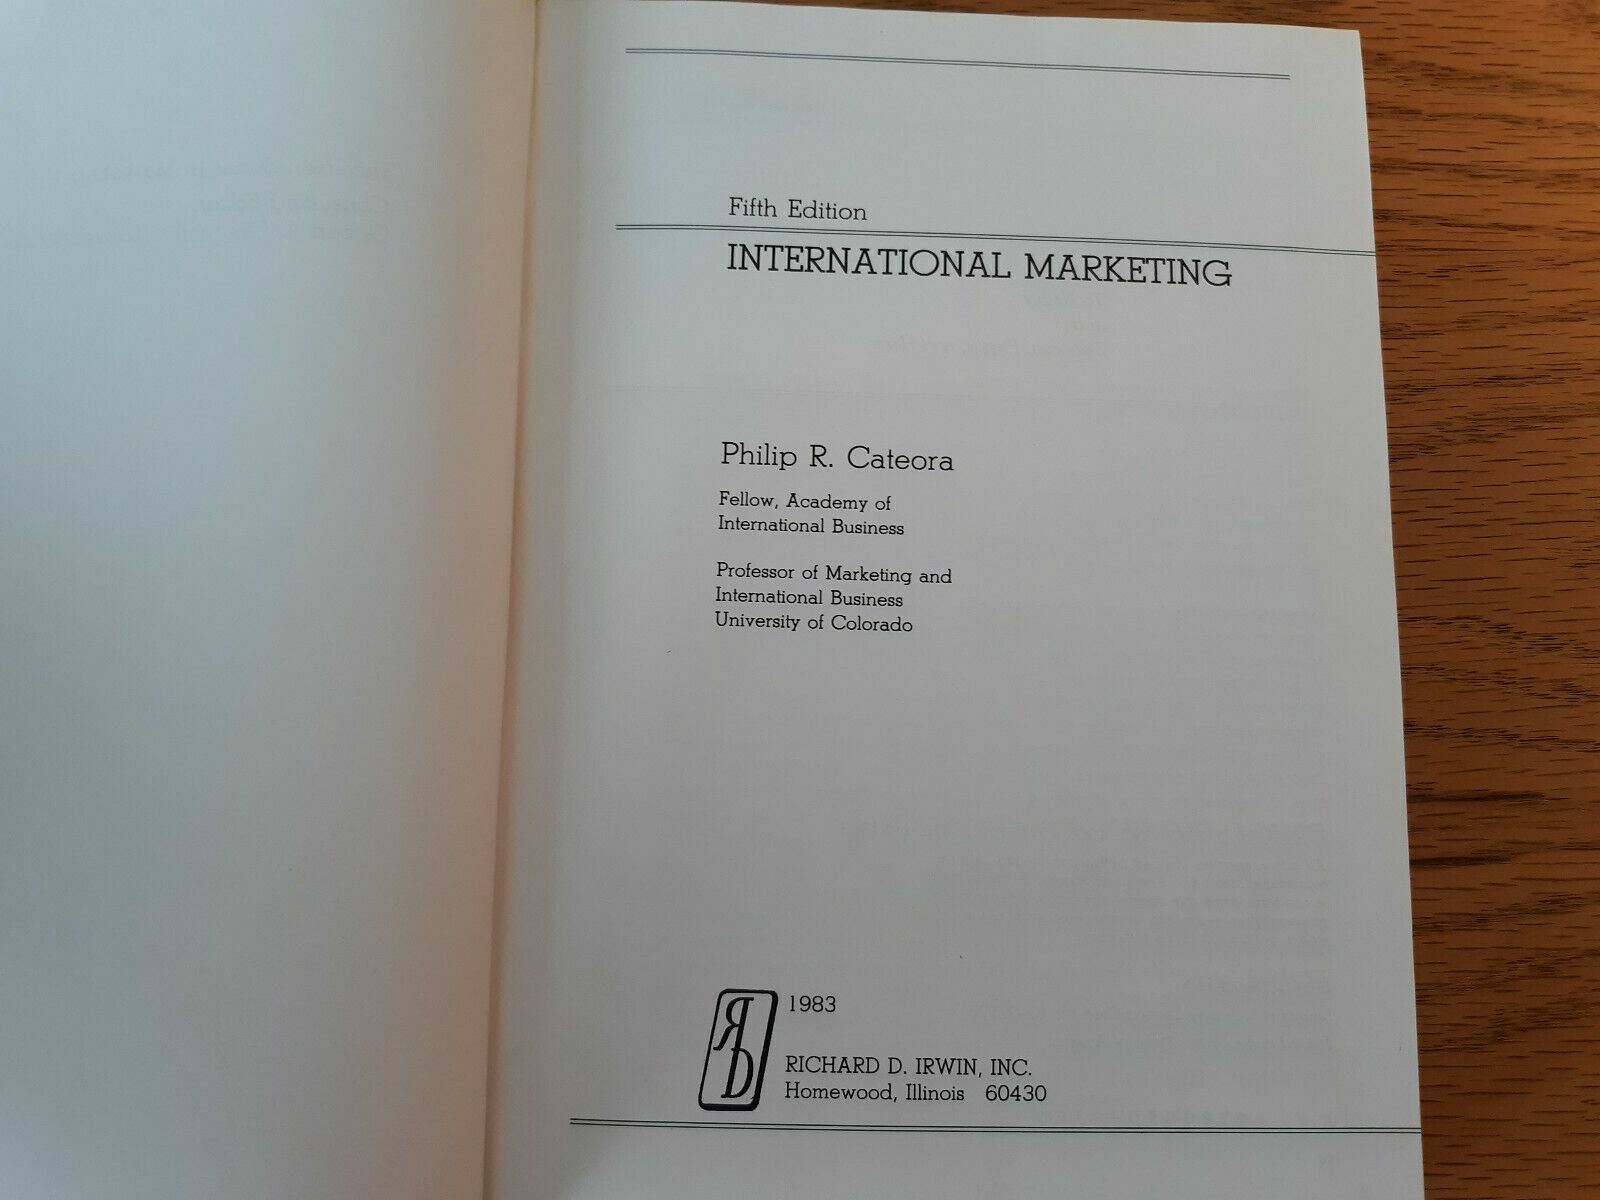 Fifth Edition
INTERNATIONAL MARKETING
Philip R. Cateora
Fellow, Academy of
International Business
Professor of Marketing and
International Business
University of Colorado
RD
1983
RICHARD D. IRWIN, INC.
Homewood, Illinois 60430